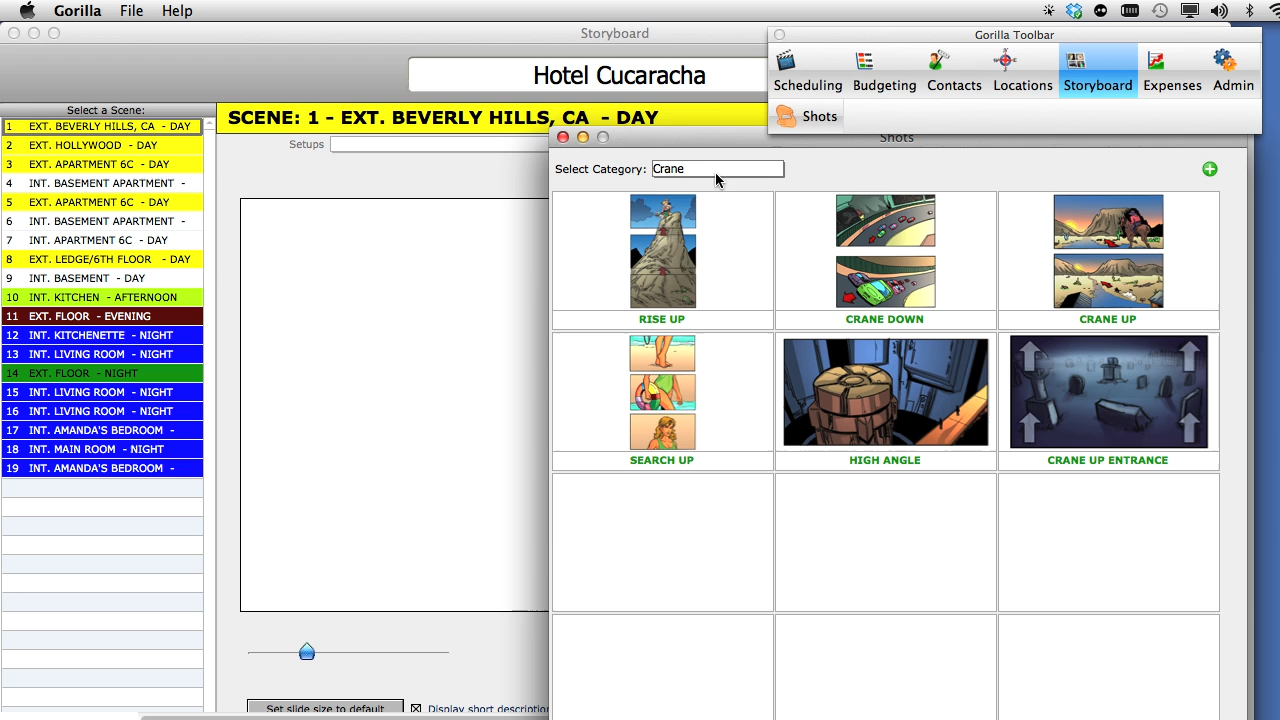 Gorilla File Help
Storyboard
Gorilla Toolbar
Hotel Cucaracha
Scheduling Budgeting Contacts Locations Storyboard Expenses Admin
Shots
Select a Scene:
SCENE: 1 - EXT. BEVERLY HILLS, CA - DAY
Setups
1 EXT. BEVERLY HILLS, CA - DAY
2 EXT. HOLLYWOOD - DAY
3 EXT. APARTMENT 6C - DAY
4 INT. BASEMENT APARTMENT -
5 EXT. APARTMENT 6C - DAY
6 INT. BASEMENT APARTMENT -
7 INT. APARTMENT 6C - DAY
8 EXT. LEDGE/6TH FLOOR - DAY
9 INT. BASEMENT - DAY
10 INT. KITCHEN - AFTERNOON
11 EXT. FLOOR - EVENING
12 INT. KITCHENETTE - NIGHT
13 INT. LIVING ROOM - NIGHT
14 EXT. FLOOR - NIGHT
15 INT. LIVING ROOM - NIGHT
16 INT. LIVING ROOM - NIGHT
17 INT. AMANDA'S BEDROOM -
18 INT. MAIN ROOM - NIGHT
19 INT. AMANDA'S BEDROOM -
Shots
Select Category: Crane
RISE UP CRANE DOWN CRANE UP
SEARCH UP HIGH ANGLE CRANE UP ENTRANCE
Set slide size to default Display short description